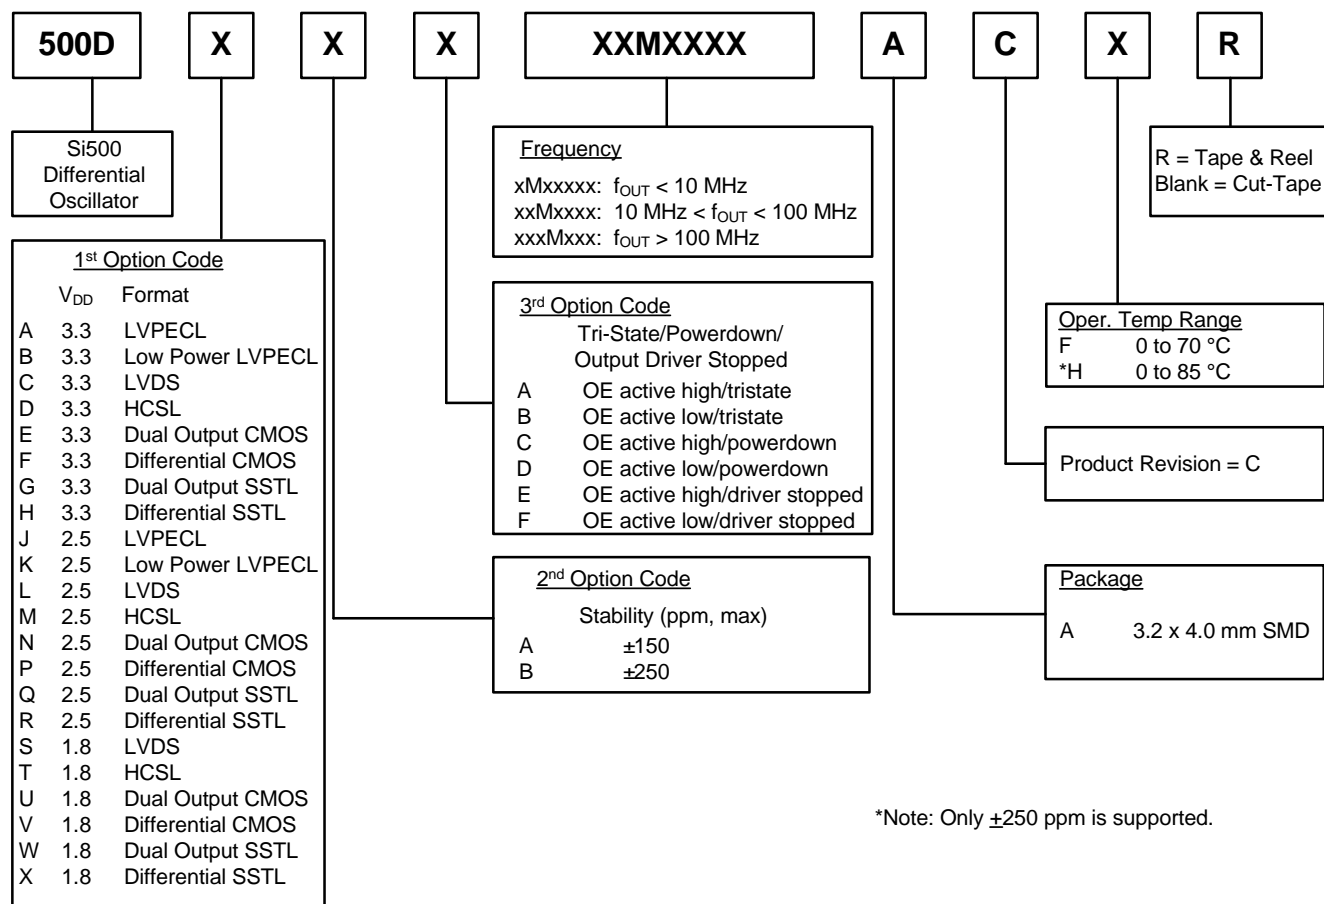 500D X X X XXMXXXX A C X R
Si500
Differential
Oscillator
Frequency
xMxxxxx: fOUT < 10 MHz
xxMxxxx: 10 MHz < fOUT < 100 MHz
xxxMxxx: fOUT > 100 MHz
R = Tape & Reel
Blank = Cut-Tape
1st Option Code
VDD Format
A 3.3 LVPECL
B 3.3 Low Power LVPECL
C 3.3 LVDS
D 3.3 HCSL
E 3.3 Dual Output CMOS
F 3.3 Differential CMOS
G 3.3 Dual Output SSTL
H 3.3 Differential SSTL
J 2.5 LVPECL
K 2.5 Low Power LVPECL
L 2.5 LVDS
M 2.5 HCSL
N 2.5 Dual Output CMOS
P 2.5 Differential CMOS
Q 2.5 Dual Output SSTL
R 2.5 Differential SSTL
S 1.8 LVDS
T 1.8 HCSL
U 1.8 Dual Output CMOS
V 1.8 Differential CMOS
W 1.8 Dual Output SSTL
X 1.8 Differential SSTL
3rd Option Code
Tri-State/Powerdown/
Output Driver Stopped
A OE active high/tristate
B OE active low/tristate
C OE active high/powerdown
D OE active low/powerdown
E OE active high/driver stopped
F OE active low/driver stopped
2nd Option Code
Stability (ppm, max)
A ±150
B ±250
Oper. Temp Range
F 0 to 70 °C
*H 0 to 85 °C
Product Revision = C
Package
A 3.2 x 4.0 mm SMD
*Note: Only ±250 ppm is supported.